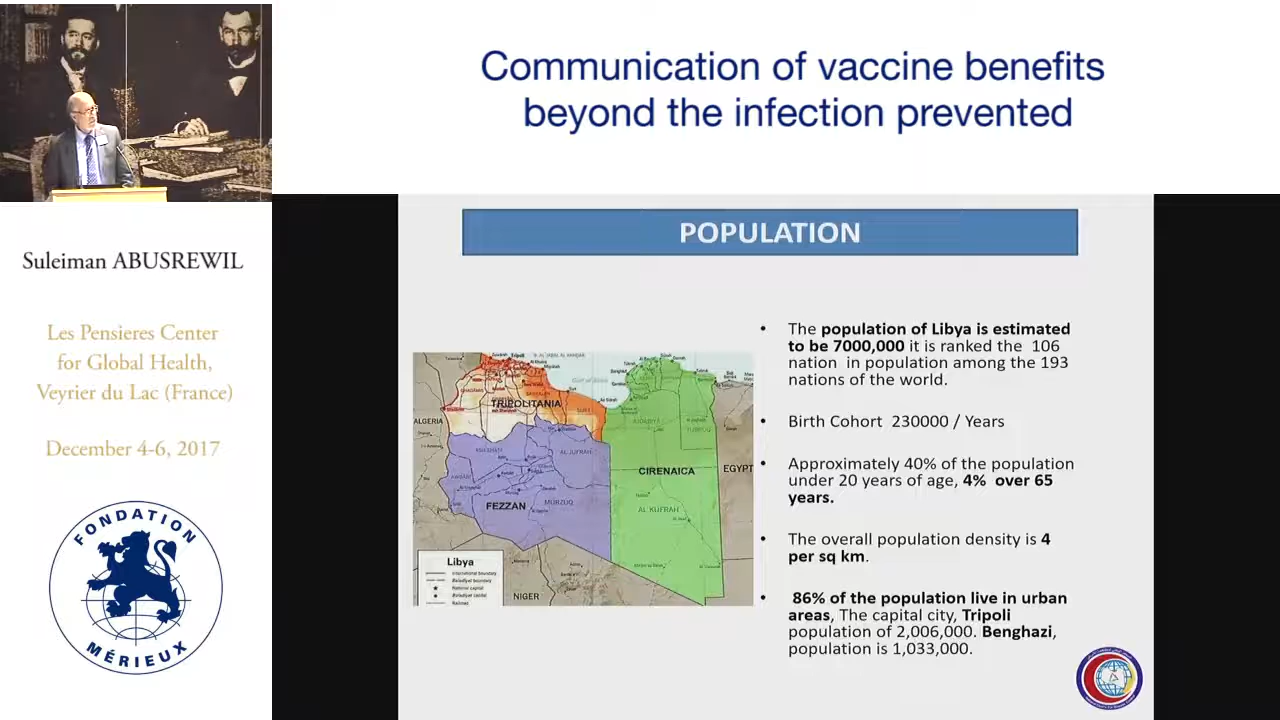 Communication of vaccine benefits
beyond the infection prevented
Suleiman ABUSREWIL
Les Pensieres Center
for Global Health,
Veyrier du Lac (France)
December 4-6, 2017
FONDATION
MÉRIEUX
POPULATION
• The population of Libya is estimated
to be 7000,000 it is ranked the 106
nation in population among the 193
nations of the world.
• Birth Cohort 230000 / Years
• Approximately 40% of the population
under 20 years of age, 4% over 65
years.
• The overall population density is 4
per sq km.
• 86% of the population live in urban
areas, The capital city, Tripoli
population of 2,006,000. Benghazi,
population is 1,033,000.
TRIPOLITANIA
ALGERIA
CIRENAICA
EGYPT
FEZZAN
MURZUQ
AL KUFRAH
AL JUFRAH
Libya
NIGER